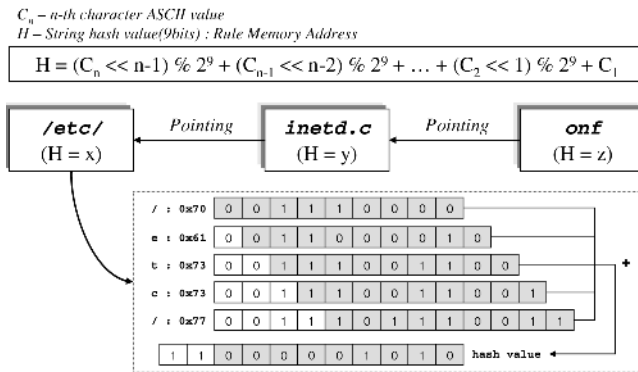 Cₙ – n-th character ASCII value
H – String hash value(9bits) : Rule Memory Address
H = (Cₙ << n-1) % 2⁹ + (Cₙ₋₁ << n-2) % 2⁹ + … + (C₂ << 1) % 2⁹ + C₁
/etc/ Pointing inetd.c Pointing onf
(H = x) (H = y) (H = z)
/ : 0x70 0 0 1 1 1 0 0 0 0
e : 0x61 0 0 1 1 0 0 0 0 1 0
t : 0x73 0 0 1 1 1 0 0 1 1 0 0
+
c : 0x73 0 0 1 1 1 0 0 1 1 0 0 1
/ : 0x77 0 0 1 1 1 0 1 1 1 0 0 1 1
1 1 0 0 0 0 0 1 0 1 0 hash value